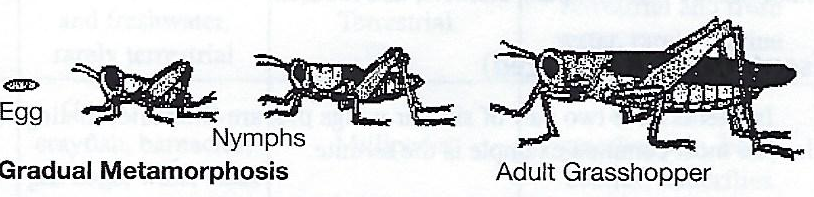 Egg
Nymphs
Gradual Metamorphosis
Adult Grasshopper